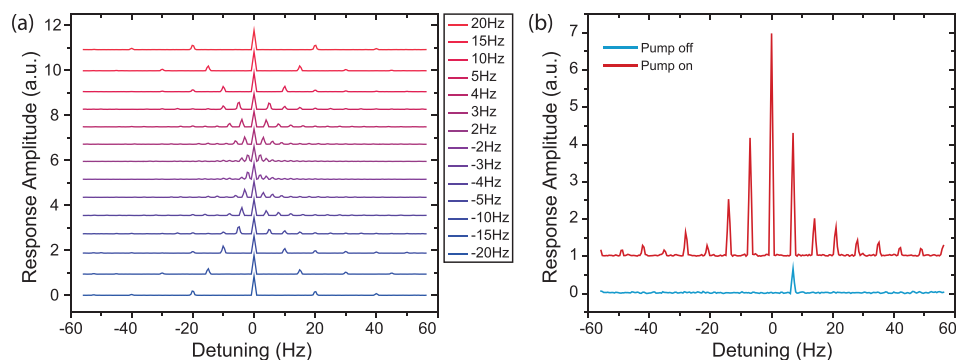 (a)
Response Amplitude (a.u.)
12
10
8
6
4
2
0
-60 -40 -20 0 20 40 60
Detuning (Hz)
20Hz
15Hz
10Hz
5Hz
4Hz
3Hz
2Hz
-2Hz
-3Hz
-4Hz
-5Hz
-10Hz
-15Hz
-20Hz
(b)
Response Amplitude (a.u.)
7
6
5
4
3
2
1
0
Pump off
Pump on
-60 -40 -20 0 20 40 60
Detuning (Hz)